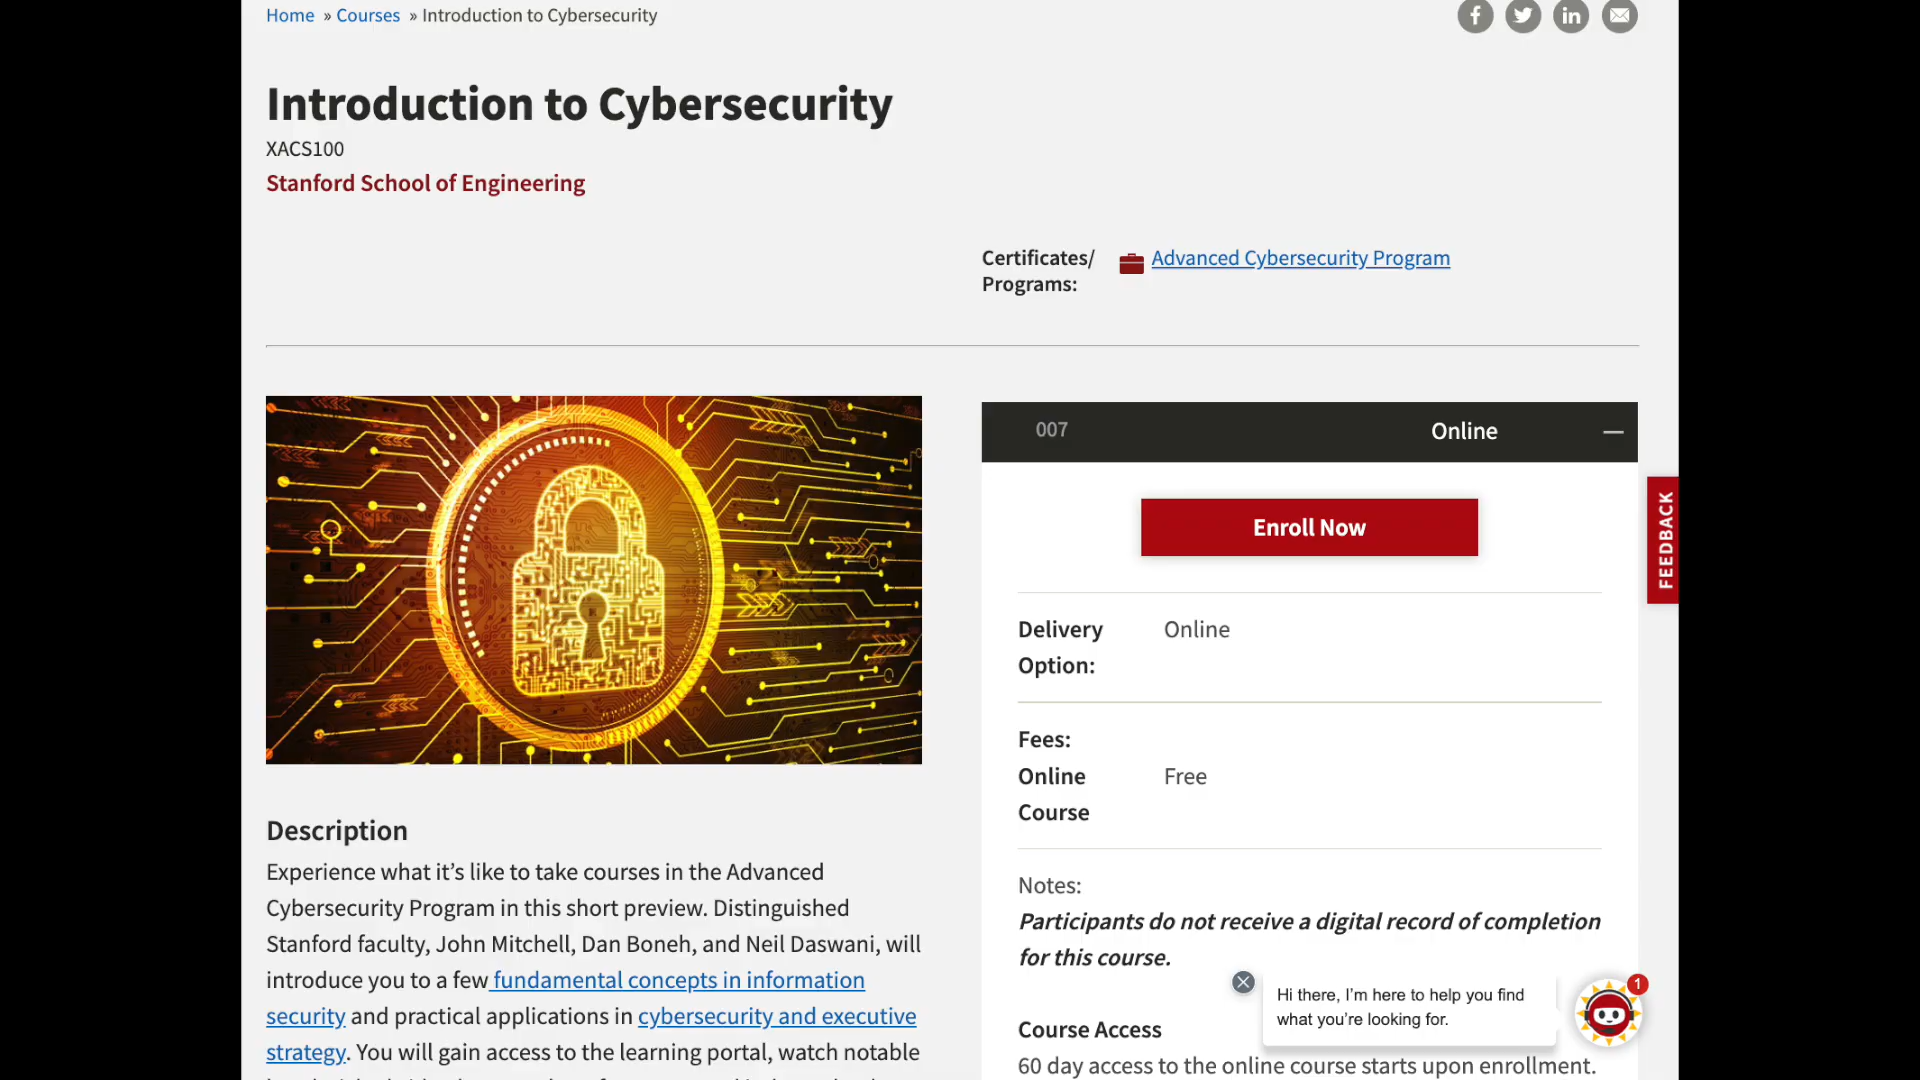 Home » Courses » Introduction to Cybersecurity
Introduction to Cybersecurity
XACS100
Stanford School of Engineering
Certificates/
Programs:
Advanced Cybersecurity Program
007
Online
Enroll Now
FEEDBACK
Delivery
Option:
Online
Fees:
Online
Course
Free
Notes:
Participants do not receive a digital record of completion
for this course.
Course Access
60 day access to the online course starts upon enrollment.
Description
Experience what it’s like to take courses in the Advanced
Cybersecurity Program in this short preview. Distinguished
Stanford faculty, John Mitchell, Dan Boneh, and Neil Daswani, will
introduce you to a few fundamental concepts in information
security and practical applications in cybersecurity and executive
strategy. You will gain access to the learning portal, watch notable
Hi there, I’m here to help you find
what you’re looking for.
1